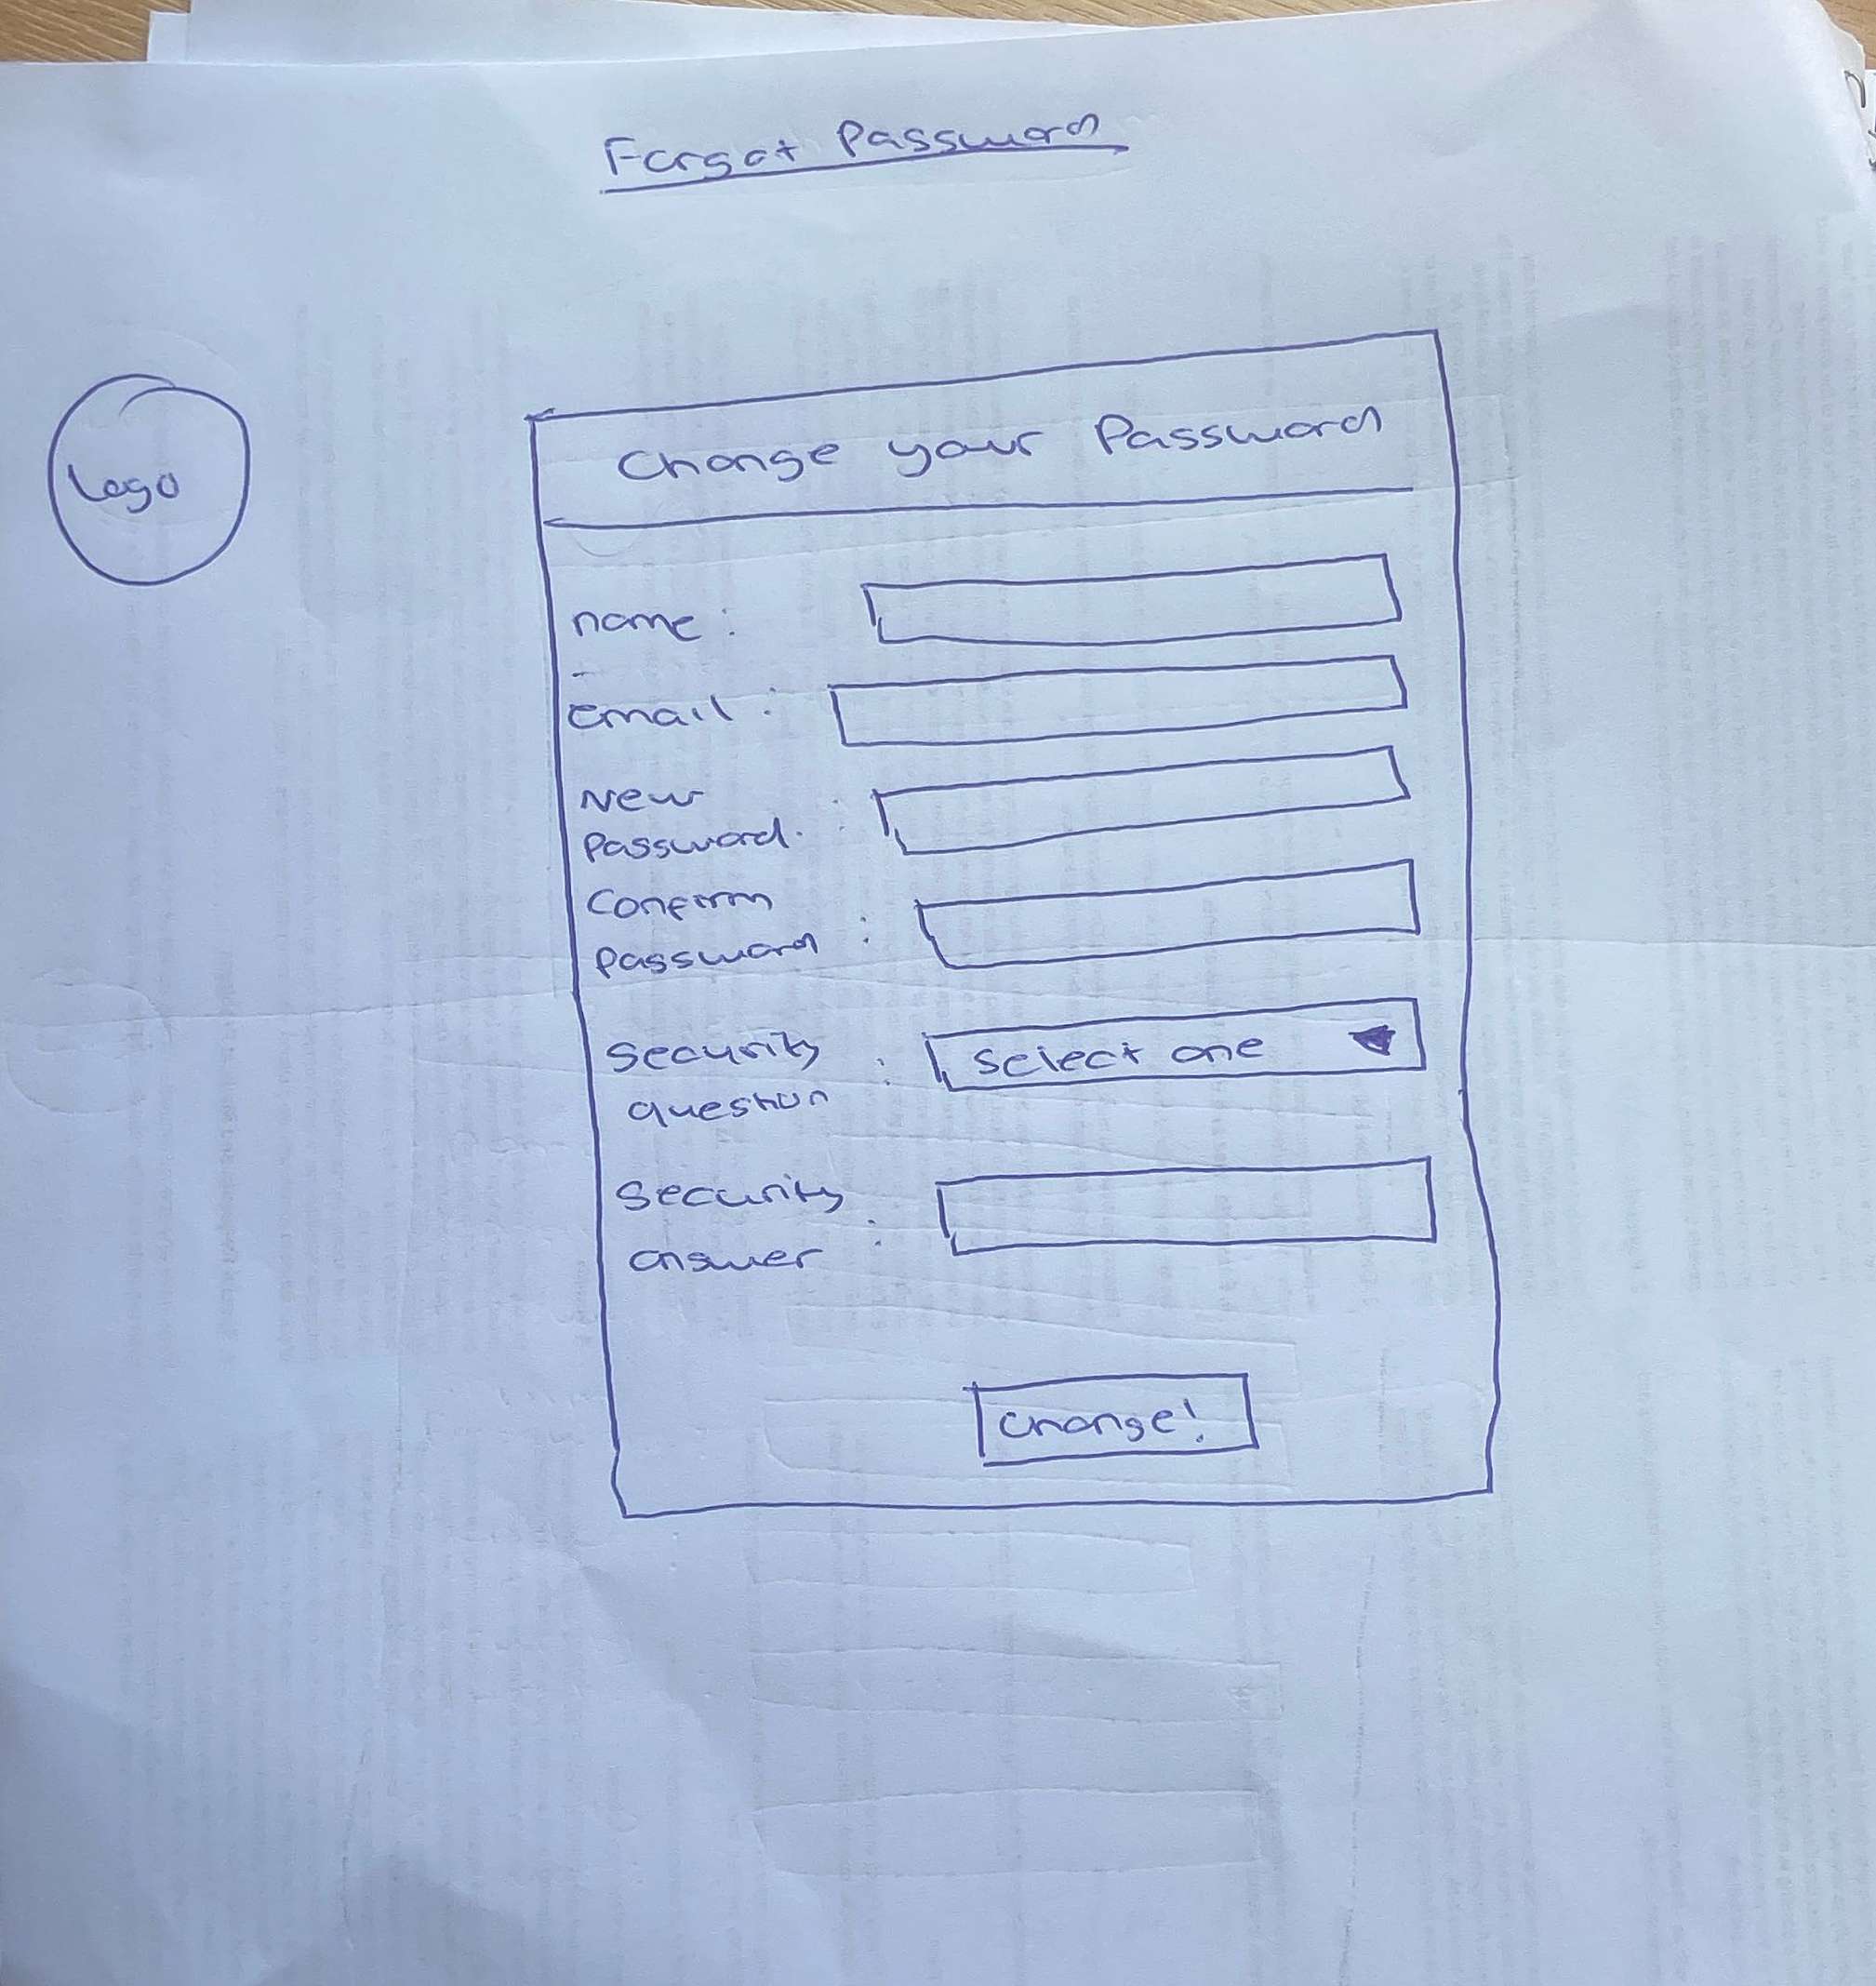 Forgot Password
Logo
Change your Password
name :
email :
New
Password :
Confirm
Password :
Security
question :
Select one
Security
answer :
Change!